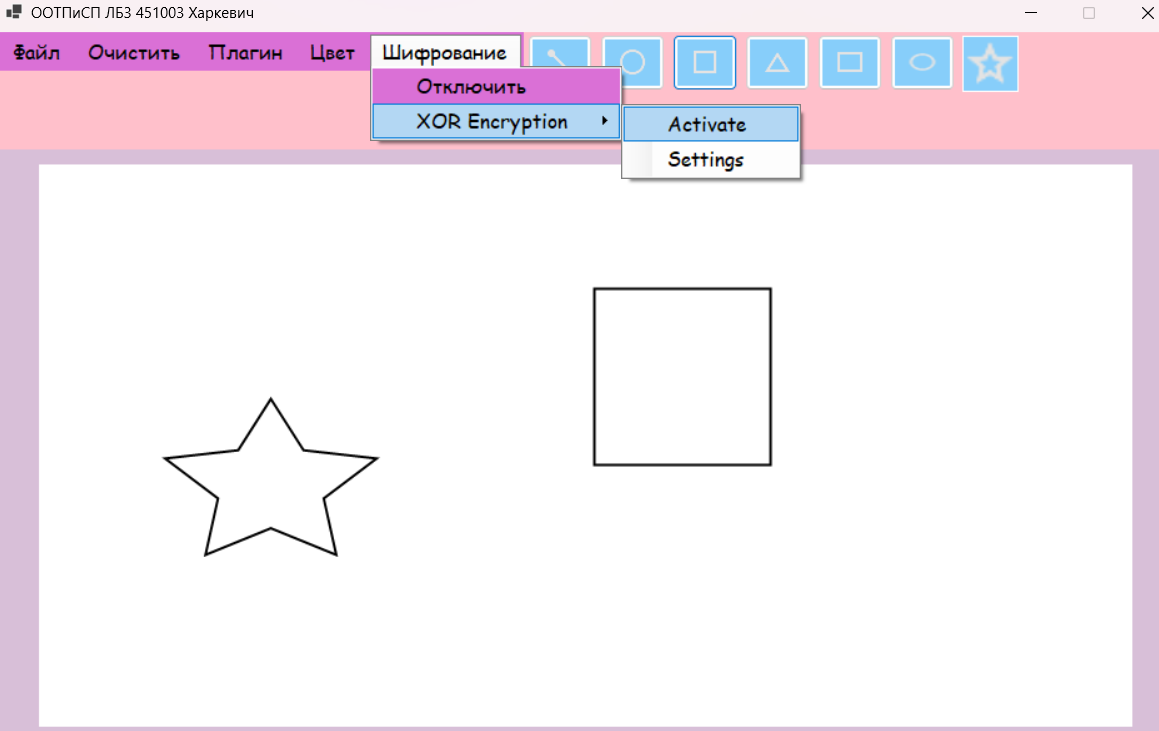 ООТПиСП ЛБ3 451003 Харкевич
Файл Очистить Плагин Цвет Шифрование
Отключить
XOR Encryption
Activate
Settings